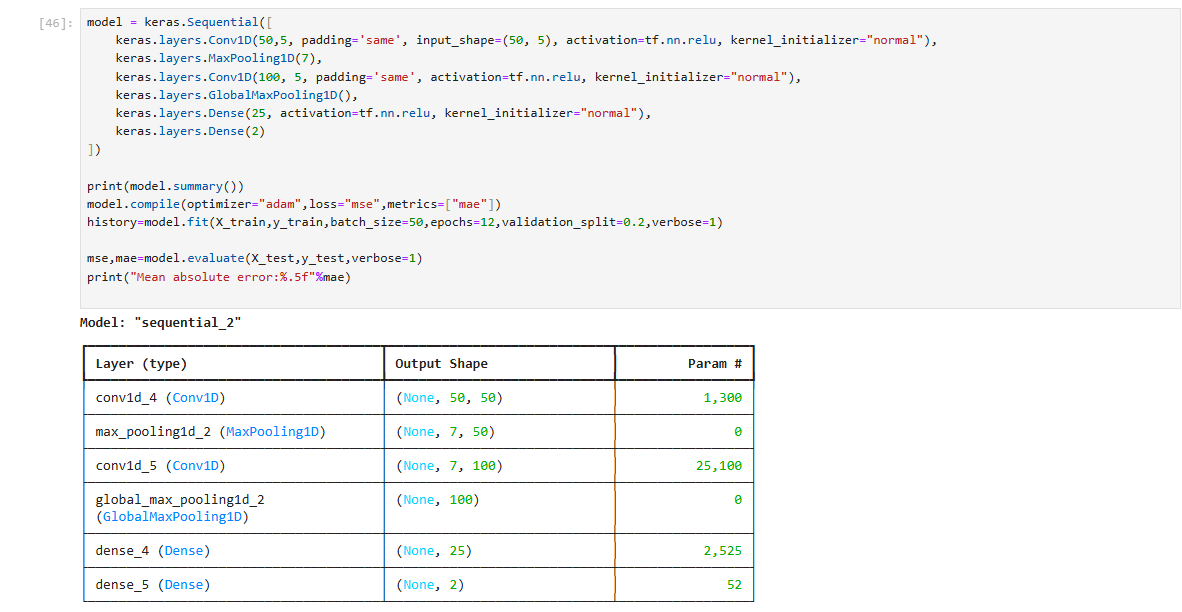 [46]:
model = keras.Sequential([
    keras.layers.Conv1D(50,5, padding='same', input_shape=(50, 5), activation=tf.nn.relu, kernel_initializer="normal"),
    keras.layers.MaxPooling1D(7),
    keras.layers.Conv1D(100, 5, padding='same', activation=tf.nn.relu, kernel_initializer="normal"),
    keras.layers.GlobalMaxPooling1D(),
    keras.layers.Dense(25, activation=tf.nn.relu, kernel_initializer="normal"),
    keras.layers.Dense(2)
])
print(model.summary())
model.compile(optimizer="adam",loss="mse",metrics=["mae"])
history=model.fit(X_train,y_train,batch_size=50,epochs=12,validation_split=0.2,verbose=1)
mse,mae=model.evaluate(X_test,y_test,verbose=1)
print("Mean absolute error:%.5f"%mae)
Model: "sequential_2"
Layer (type) Output Shape Param #
conv1d_4 (Conv1D) (None, 50, 50) 1,300
max_pooling1d_2 (MaxPooling1D) (None, 7, 50) 0
conv1d_5 (Conv1D) (None, 7, 100) 25,100
global_max_pooling1d_2 (None, 100) 0
(GlobalMaxPooling1D)
dense_4 (Dense) (None, 25) 2,525
dense_5 (Dense) (None, 2) 52